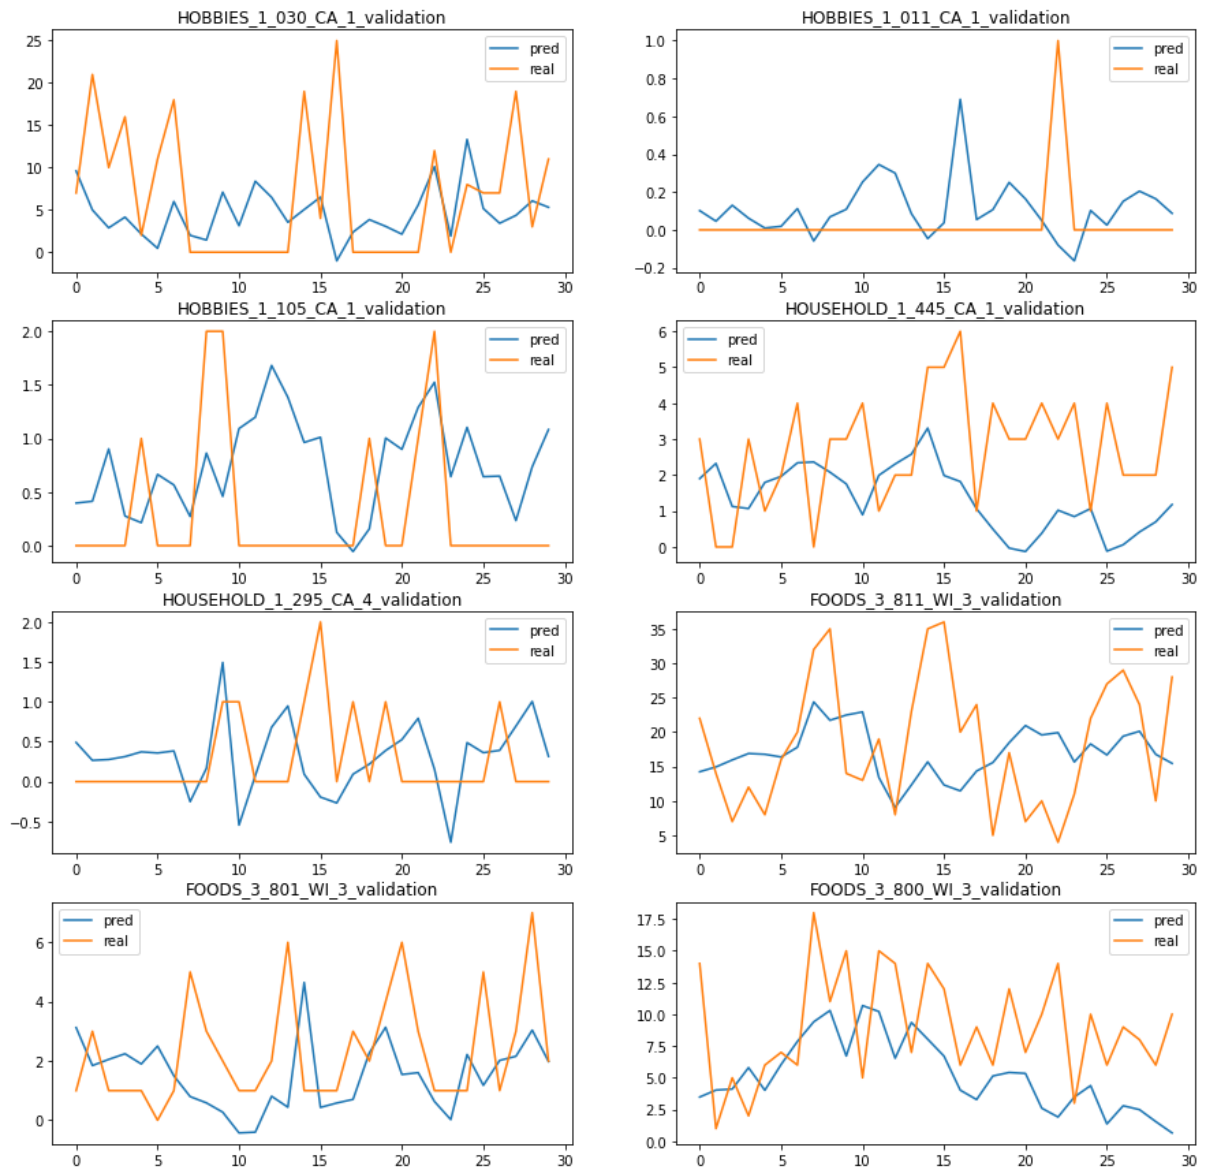 HOBBIES_1_030_CA_1_validation
25
20
15
10
5
0
pred
real
0 5 10 15 20 25 30
HOBBIES_1_011_CA_1_validation
1.0
0.8
0.6
0.4
0.2
0.0
−0.2
pred
real
0 5 10 15 20 25 30
HOBBIES_1_105_CA_1_validation
2.0
1.5
1.0
0.5
0.0
pred
real
0 5 10 15 20 25 30
HOUSEHOLD_1_445_CA_1_validation
6
5
4
3
2
1
0
pred
real
0 5 10 15 20 25 30
HOUSEHOLD_1_295_CA_4_validation
2.0
1.5
1.0
0.5
0.0
−0.5
pred
real
0 5 10 15 20 25 30
FOODS_3_811_WI_3_validation
35
30
25
20
15
10
5
pred
real
0 5 10 15 20 25 30
FOODS_3_801_WI_3_validation
6
4
2
0
pred
real
0 5 10 15 20 25 30
FOODS_3_800_WI_3_validation
17.5
15.0
12.5
10.0
7.5
5.0
2.5
0.0
pred
real
0 5 10 15 20 25 30